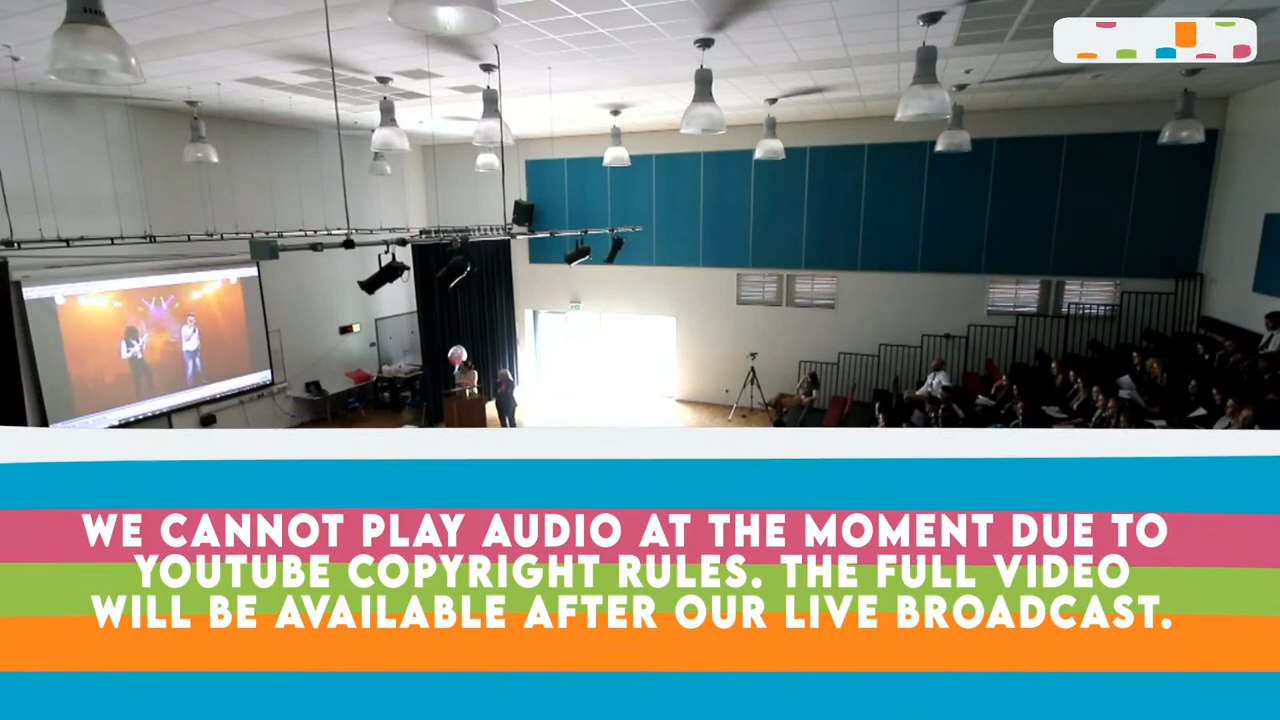 WE CANNOT PLAY AUDIO AT THE MOMENT DUE TO
YOUTUBE COPYRIGHT RULES. THE FULL VIDEO
WILL BE AVAILABLE AFTER OUR LIVE BROADCAST.